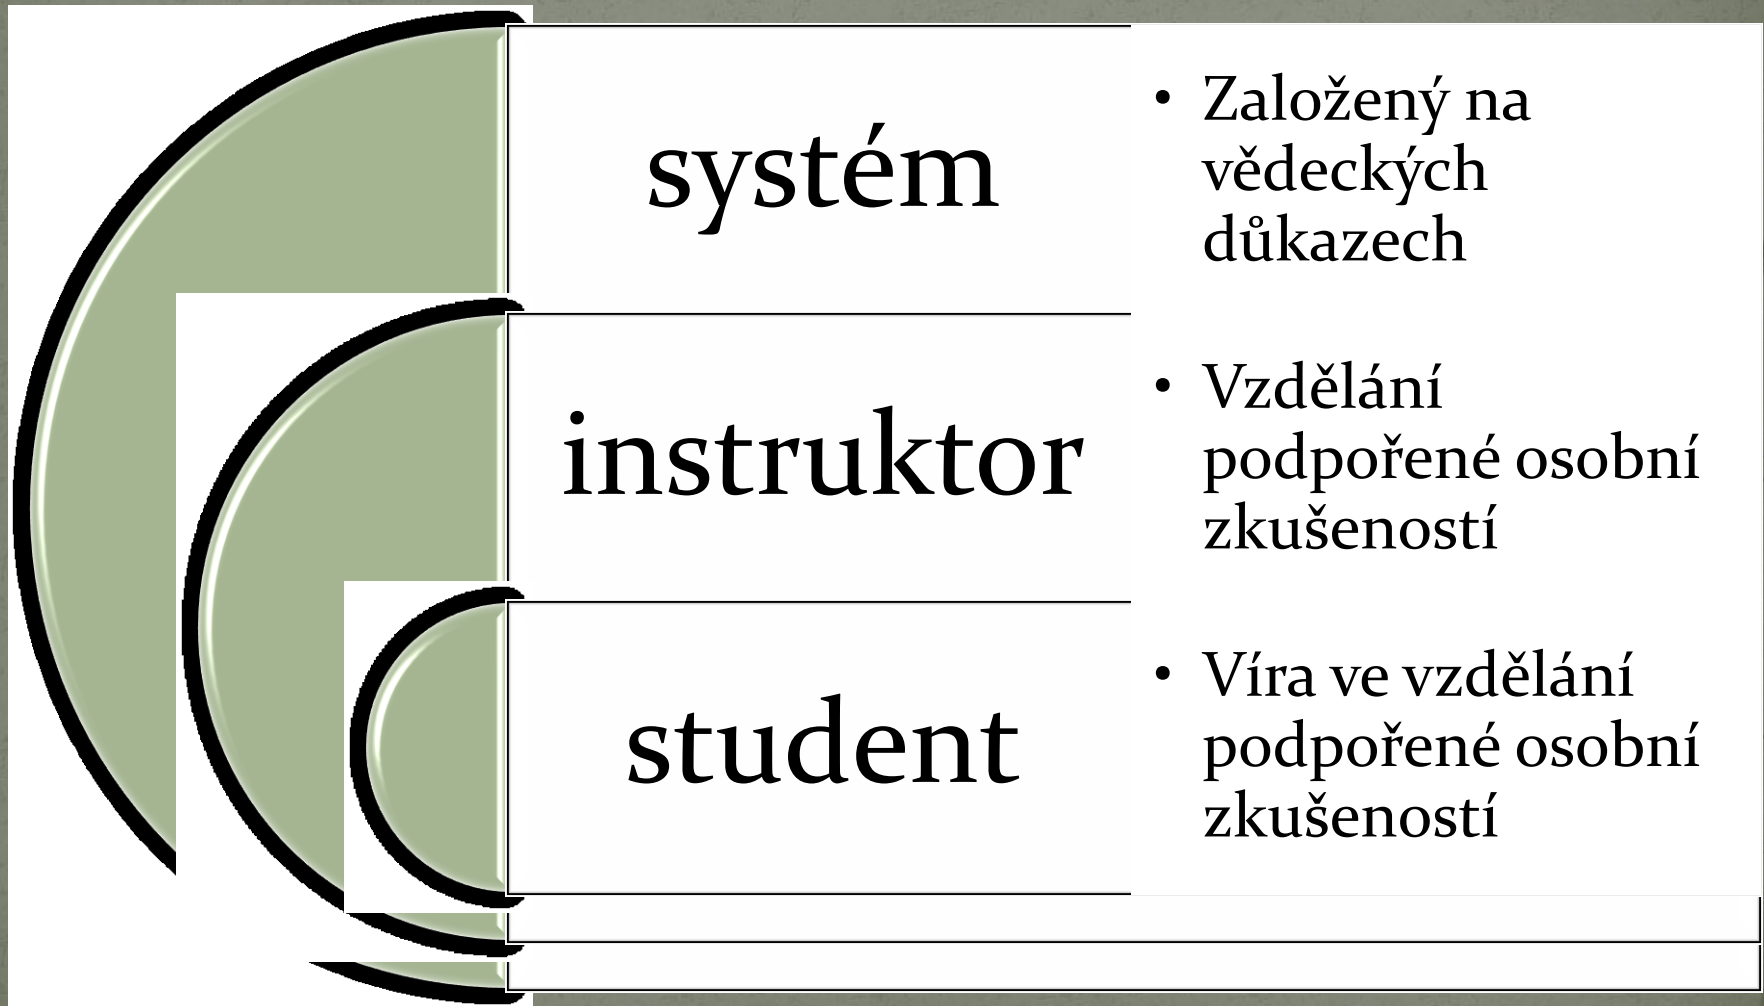 systém
• Založený na
vědeckých
důkazech
instruktor
• Vzdělání
podpořené osobní
zkušeností
student
• Víra ve vzdělání
podpořené osobní
zkušeností